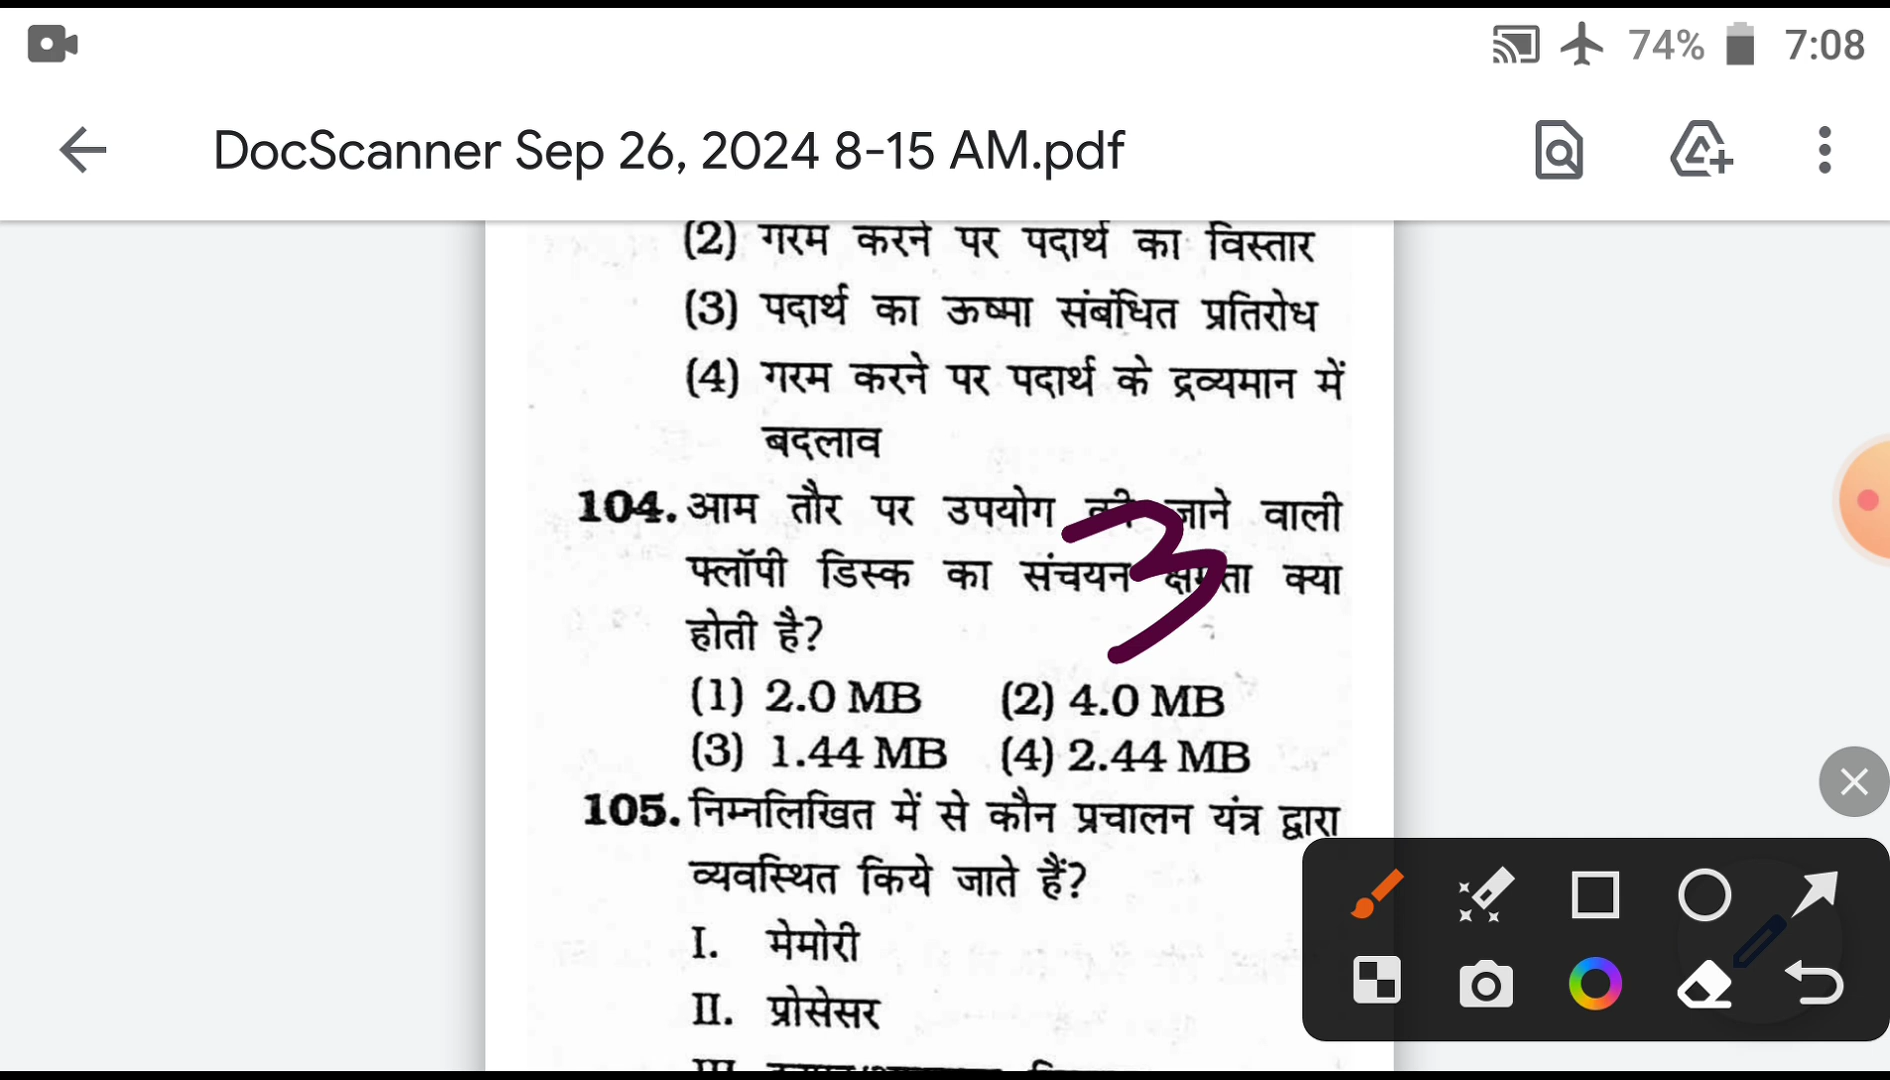 74% 7:08
DocScanner Sep 26, 2024 8-15 AM.pdf
(2) गरम करने पर पदार्थ का विस्तार
(3) पदार्थ का ऊष्मा संबंधित प्रतिरोध
(4) गरम करने पर पदार्थ के द्रव्यमान में
बदलाव
104. आम तौर पर उपयोग की जाने वाली
फ्लॉपी डिस्क का संचयन क्षमता क्या
3
होती है?
(1) 2.0 MB (2) 4.0 MB
(3) 1.44 MB (4) 2.44 MB
105. निम्नलिखित में से कौन प्रचालन यंत्र द्वारा
व्यवस्थित किये जाते हैं?
I. मेमोरी
II. प्रोसेसर
III